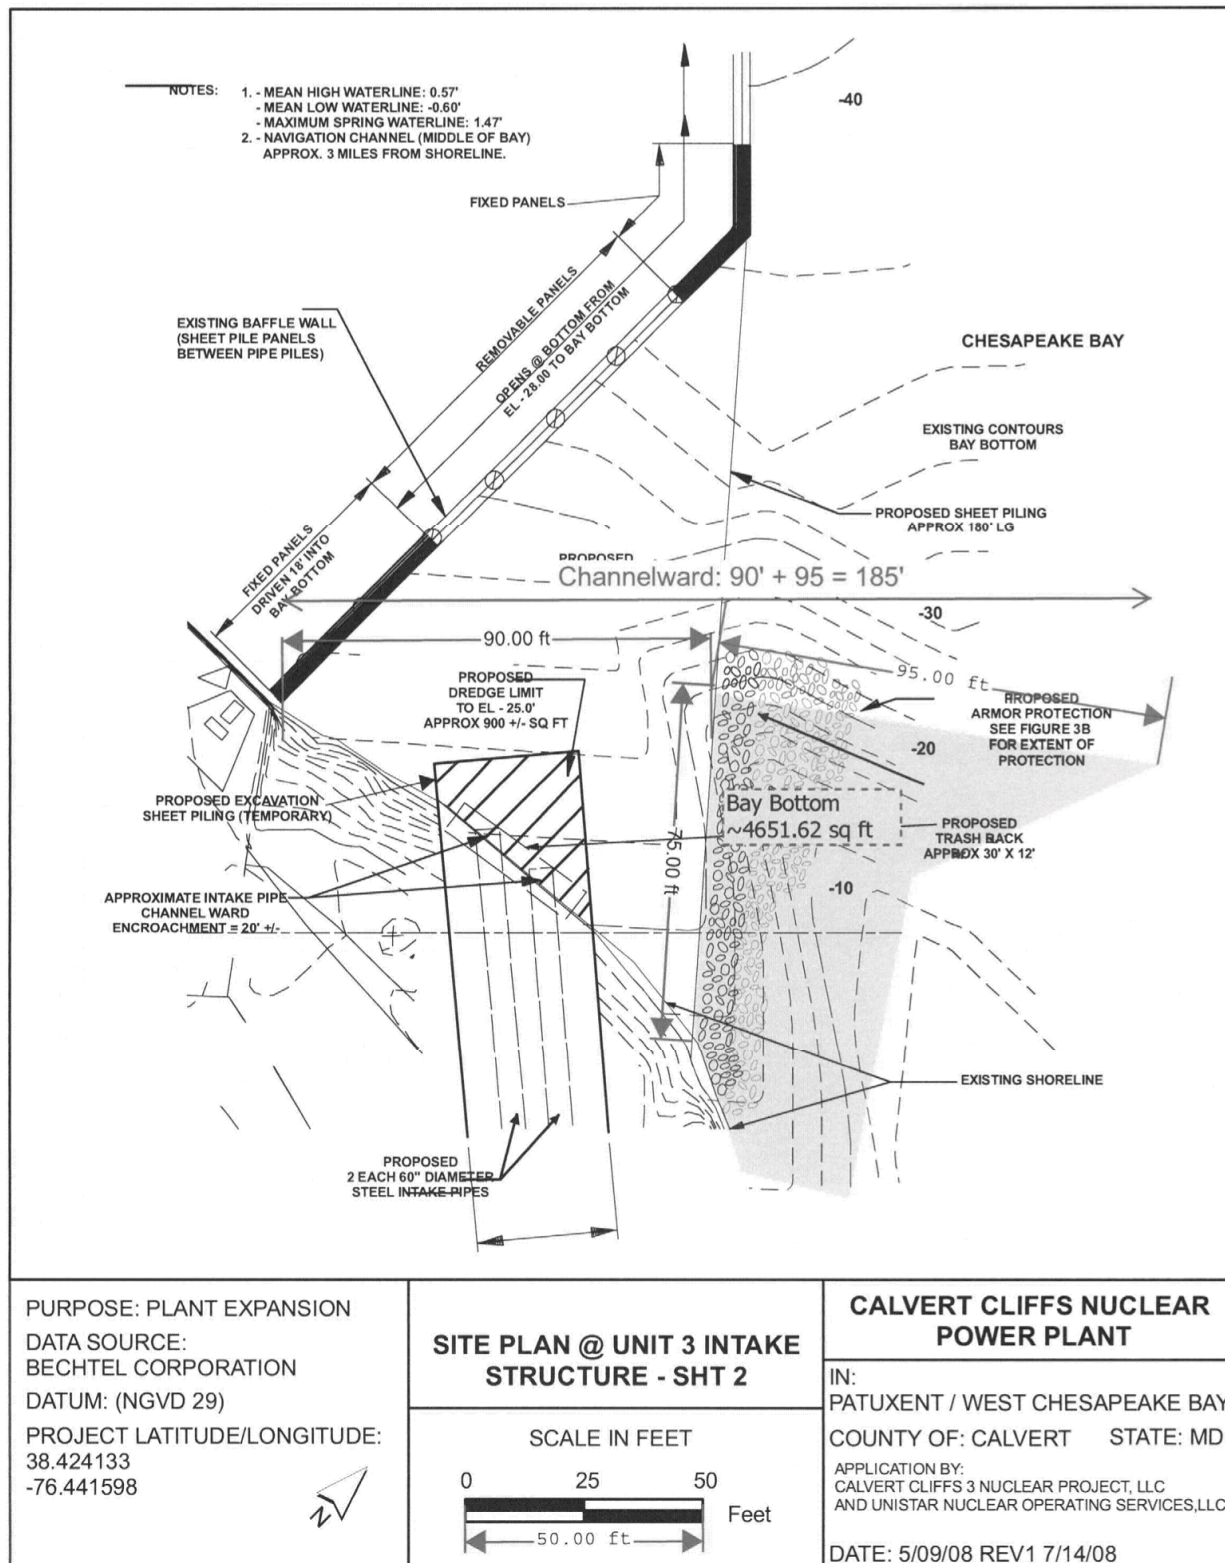 NOTES:
1. - MEAN HIGH WATERLINE: 0.57'
- MEAN LOW WATERLINE: -0.60'
- MAXIMUM SPRING WATERLINE: 1.47'
2. - NAVIGATION CHANNEL (MIDDLE OF BAY)
APPROX. 3 MILES FROM SHORELINE.
-40
FIXED PANELS
REMOVABLE PANELS
OPENS @ BOTTOM FROM
EL - 28.00 TO BAY BOTTOM
EXISTING BAFFLE WALL
(SHEET PILE PANELS
BETWEEN PIPE PILES)
CHESAPEAKE BAY
EXISTING CONTOURS
BAY BOTTOM
PROPOSED SHEET PILING
APPROX 180' LG
FIXED PANELS
DRIVEN 18' INTO
BAY BOTTOM
PROPOSED
Channelward: 90' + 95 = 185'
-30
90.00 ft
95.00 ft
PROPOSED
DREDGE LIMIT
TO EL - 25.0'
APPROX 900 +/- SQ FT
PROPOSED
ARMOR PROTECTION
SEE FIGURE 3B
FOR EXTENT OF
PROTECTION
-20
PROPOSED EXCAVATION
SHEET PILING (TEMPORARY)
Bay Bottom
~4651.62 sq ft
75.00 ft
PROPOSED
TRASH RACK
APPROX 30' X 12'
-10
APPROXIMATE INTAKE PIPE
CHANNEL WARD
ENCROACHMENT = 20' +/-
EXISTING SHORELINE
PROPOSED
2 EACH 60" DIAMETER
STEEL INTAKE PIPES
PURPOSE: PLANT EXPANSION
DATA SOURCE:
BECHTEL CORPORATION
DATUM: (NGVD 29)
PROJECT LATITUDE/LONGITUDE:
38.424133
-76.441598
N
SITE PLAN @ UNIT 3 INTAKE
STRUCTURE - SHT 2
SCALE IN FEET
0 25 50
Feet
50.00 ft
CALVERT CLIFFS NUCLEAR
POWER PLANT
IN:
PATUXENT / WEST CHESAPEAKE BAY
COUNTY OF: CALVERT STATE: MD
APPLICATION BY:
CALVERT CLIFFS 3 NUCLEAR PROJECT, LLC
AND UNISTAR NUCLEAR OPERATING SERVICES,LLC
DATE: 5/09/08 REV1 7/14/08